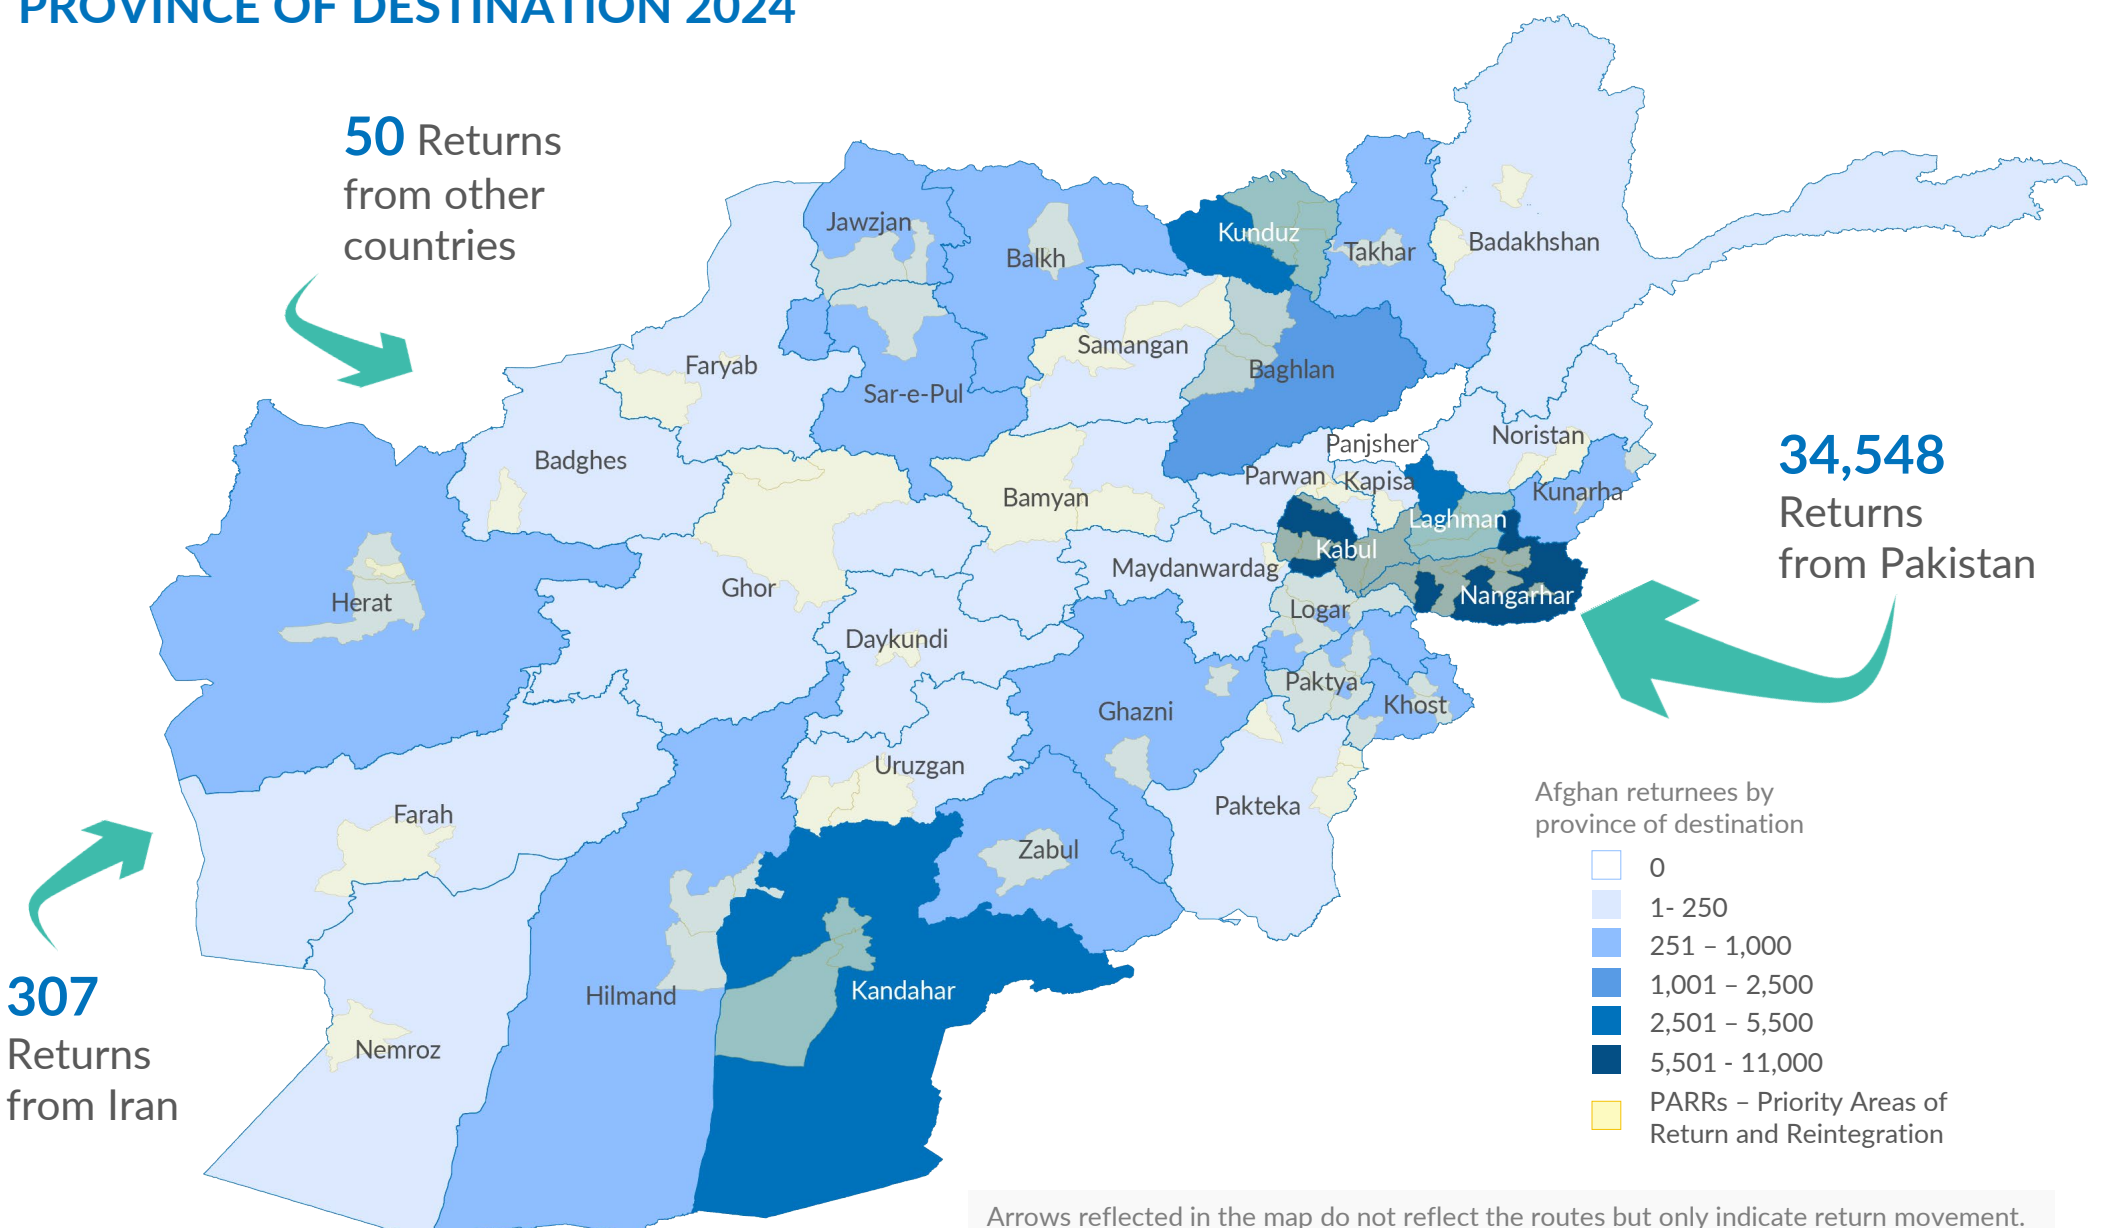 PROVINCE OF DESTINATION 2024
50 Returns
from other
countries
34,548
Returns
from Pakistan
307
Returns
from Iran
Jawzjan
Balkh
Kunduz
Takhar
Badakhshan
Faryab
Samangan
Baghlan
Sar-e-Pul
Badghes
Bamyan
Panjsher
Noristan
Parwan
Kapisa
Kunarha
Laghman
Kabul
Maydanwardag
Nangarhar
Herat
Ghor
Logar
Daykundi
Paktya
Khost
Ghazni
Uruzgan
Pakteka
Farah
Zabul
Hilmand
Kandahar
Nemroz
Afghan returnees by
province of destination
0
1- 250
251 – 1,000
1,001 – 2,500
2,501 – 5,500
5,501 - 11,000
PARRs – Priority Areas of
Return and Reintegration
Arrows reflected in the map do not reflect the routes but only indicate return movement.